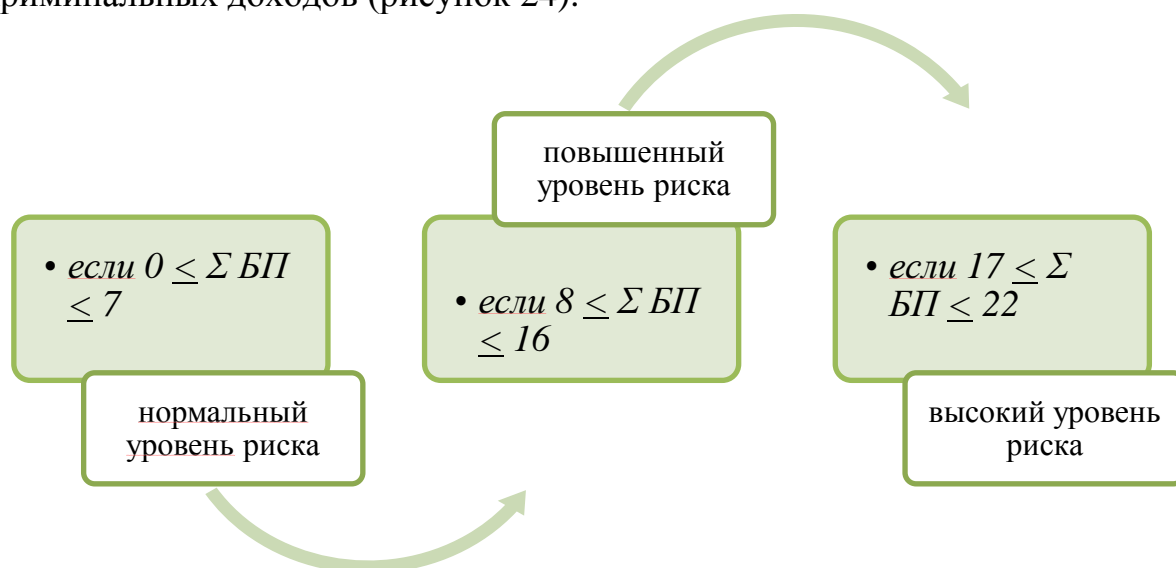 риминальных доходов (рисунок 24).
повышенный
уровень риска
• если 0 ≤ Σ БП
≤ 7
• если 8 ≤ Σ БП
≤ 16
• если 17 ≤ Σ
БП ≤ 22
нормальный
уровень риска
высокий уровень
риска